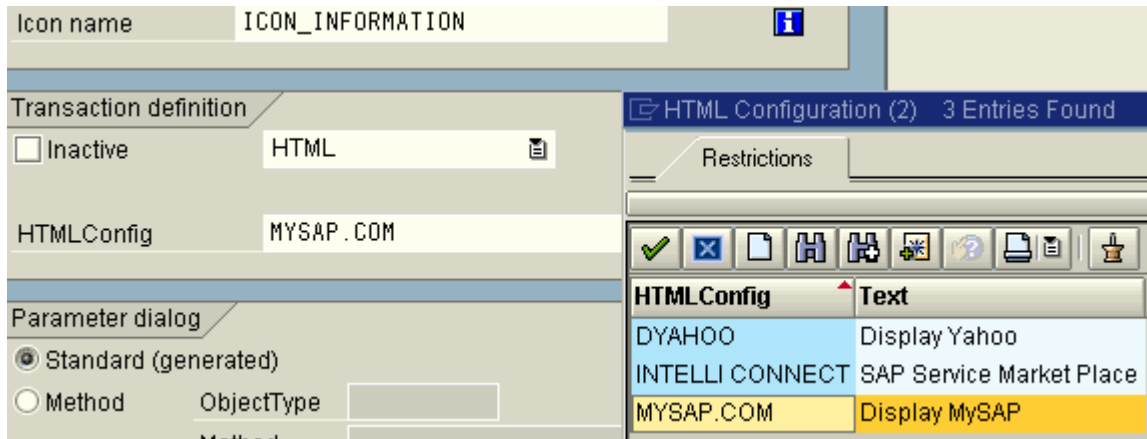 Icon name ICON_INFORMATION
Transaction definition
Inactive HTML
HTMLConfig MYSAP.COM
Parameter dialog
Standard (generated)
Method ObjectType
HTML Configuration (2) 3 Entries Found
Restrictions
HTMLConfig Text
DYAHOO Display Yahoo
INTELLI CONNECT SAP Service Market Place
MYSAP.COM Display MySAP